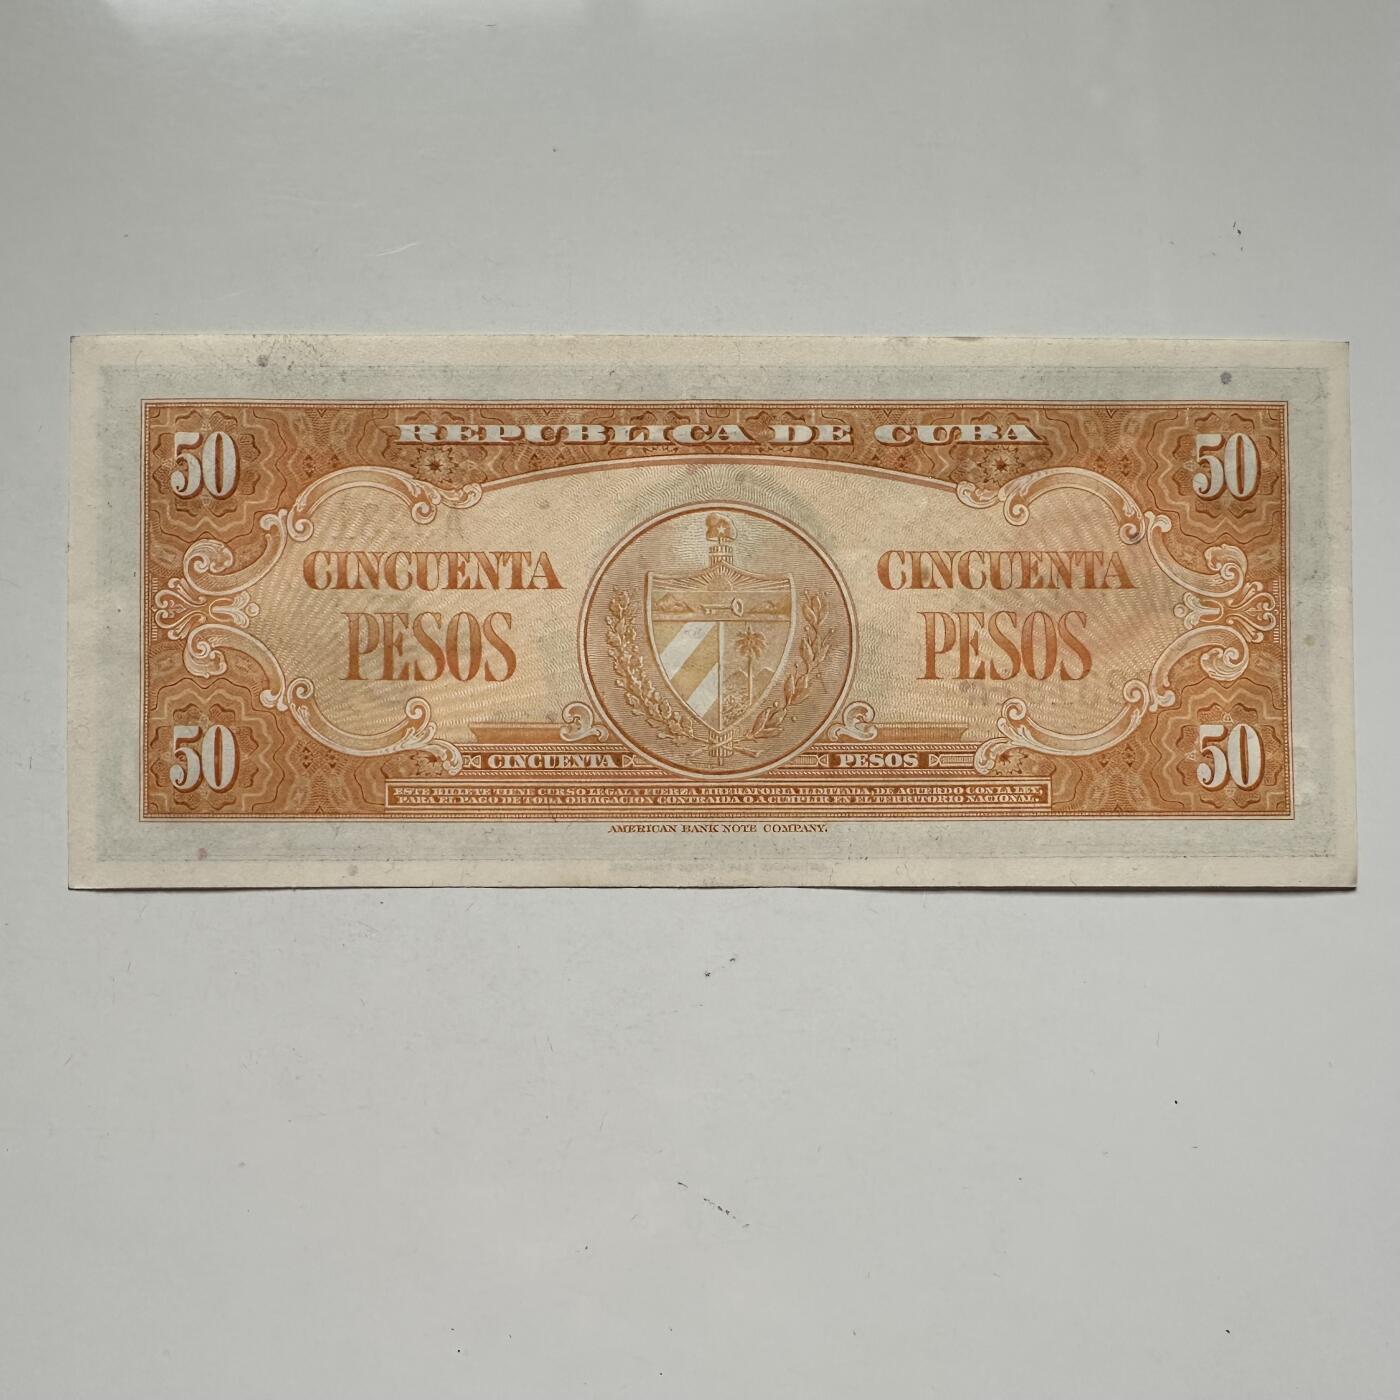 REPUBLICA DE CUBA
50
50
CINCUENTA
PESOS
CINCUENTA
PESOS
50
50
CINCUENTA PESOS
ESTE BILLETE TIENE CURSO LEGAL Y FUERZA LIBERATORIA ILIMITADA, DE ACUERDO CON LA LEY,
PARA EL PAGO DE TODA OBLIGACION CONTRAIDA O A CUMPLIR EN EL TERRITORIO NACIONAL.
AMERICAN BANK NOTE COMPANY.